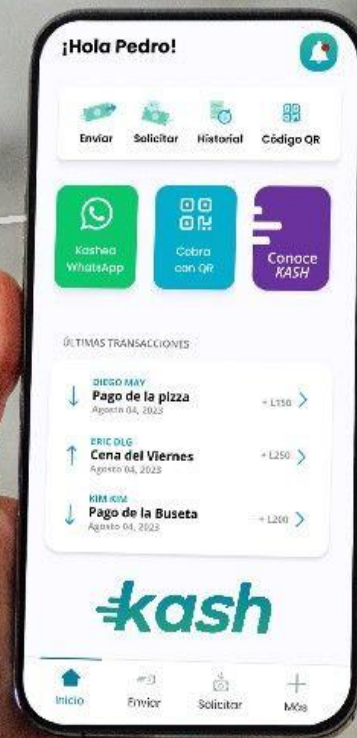 ¡Hola Pedro!
Enviar
Solicitar
Historial
Código QR
Kashea
WhatsApp
Cobra
con QR
Conoce
KASH
ÚLTIMAS TRANSACCIONES
DIEGO MAY
Pago de la pizza
Agosto 04, 2023
+ L150
ERIC DLG
Cena del Viernes
Agosto 04, 2023
+ L250
KIM KIM
Pago de la Buseta
Agosto 04, 2023
+ L200
kash
Inicio
Enviar
Solicitar
Más